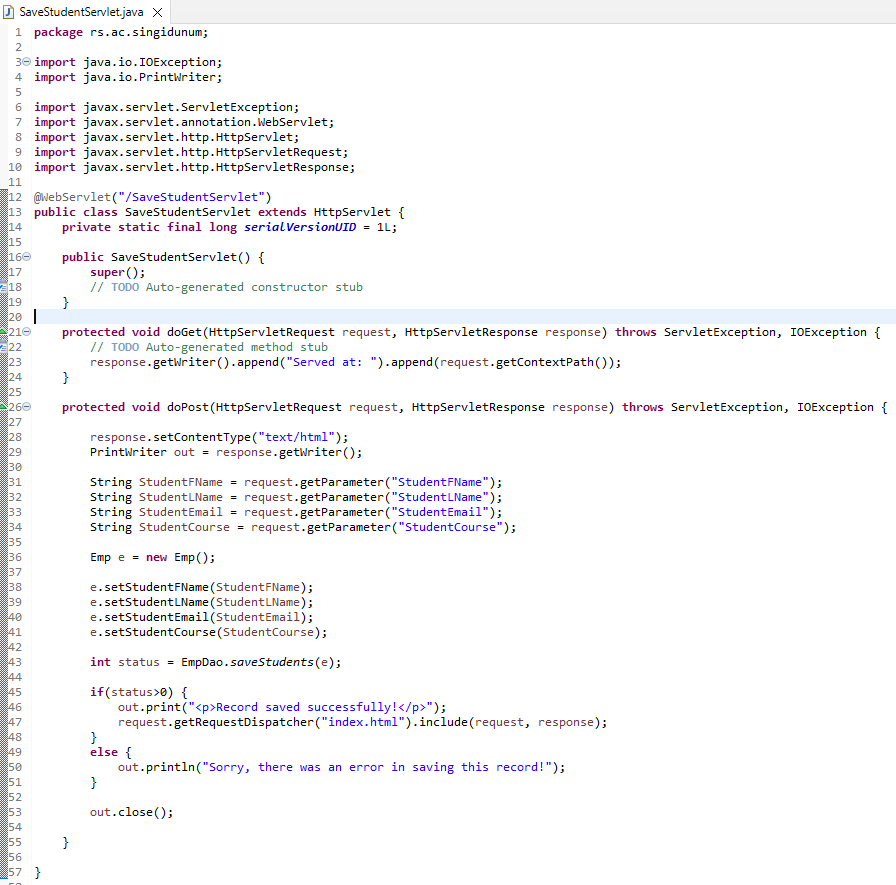 SaveStudentServlet.java
1 package rs.ac.singidunum;
2
3 import java.io.IOException;
4 import java.io.PrintWriter;
5
6 import javax.servlet.ServletException;
7 import javax.servlet.annotation.WebServlet;
8 import javax.servlet.http.HttpServlet;
9 import javax.servlet.http.HttpServletRequest;
10 import javax.servlet.http.HttpServletResponse;
11
12 @WebServlet("/SaveStudentServlet")
13 public class SaveStudentServlet extends HttpServlet {
14     private static final long serialVersionUID = 1L;
15
16     public SaveStudentServlet() {
17         super();
18         // TODO Auto-generated constructor stub
19     }
20
21     protected void doGet(HttpServletRequest request, HttpServletResponse response) throws ServletException, IOException {
22         // TODO Auto-generated method stub
23         response.getWriter().append("Served at: ").append(request.getContextPath());
24     }
25
26     protected void doPost(HttpServletRequest request, HttpServletResponse response) throws ServletException, IOException {
27
28         response.setContentType("text/html");
29         PrintWriter out = response.getWriter();
30
31         String StudentFName = request.getParameter("StudentFName");
32         String StudentLName = request.getParameter("StudentLName");
33         String StudentEmail = request.getParameter("StudentEmail");
34         String StudentCourse = request.getParameter("StudentCourse");
35
36         Emp e = new Emp();
37
38         e.setStudentFName(StudentFName);
39         e.setStudentLName(StudentLName);
40         e.setStudentEmail(StudentEmail);
41         e.setStudentCourse(StudentCourse);
42
43         int status = EmpDao.saveStudents(e);
44
45         if(status>0) {
46             out.print("<p>Record saved successfully!</p>");
47             request.getRequestDispatcher("index.html").include(request, response);
48         }
49         else {
50             out.println("Sorry, there was an error in saving this record!");
51         }
52
53         out.close();
54
55     }
56
57 }